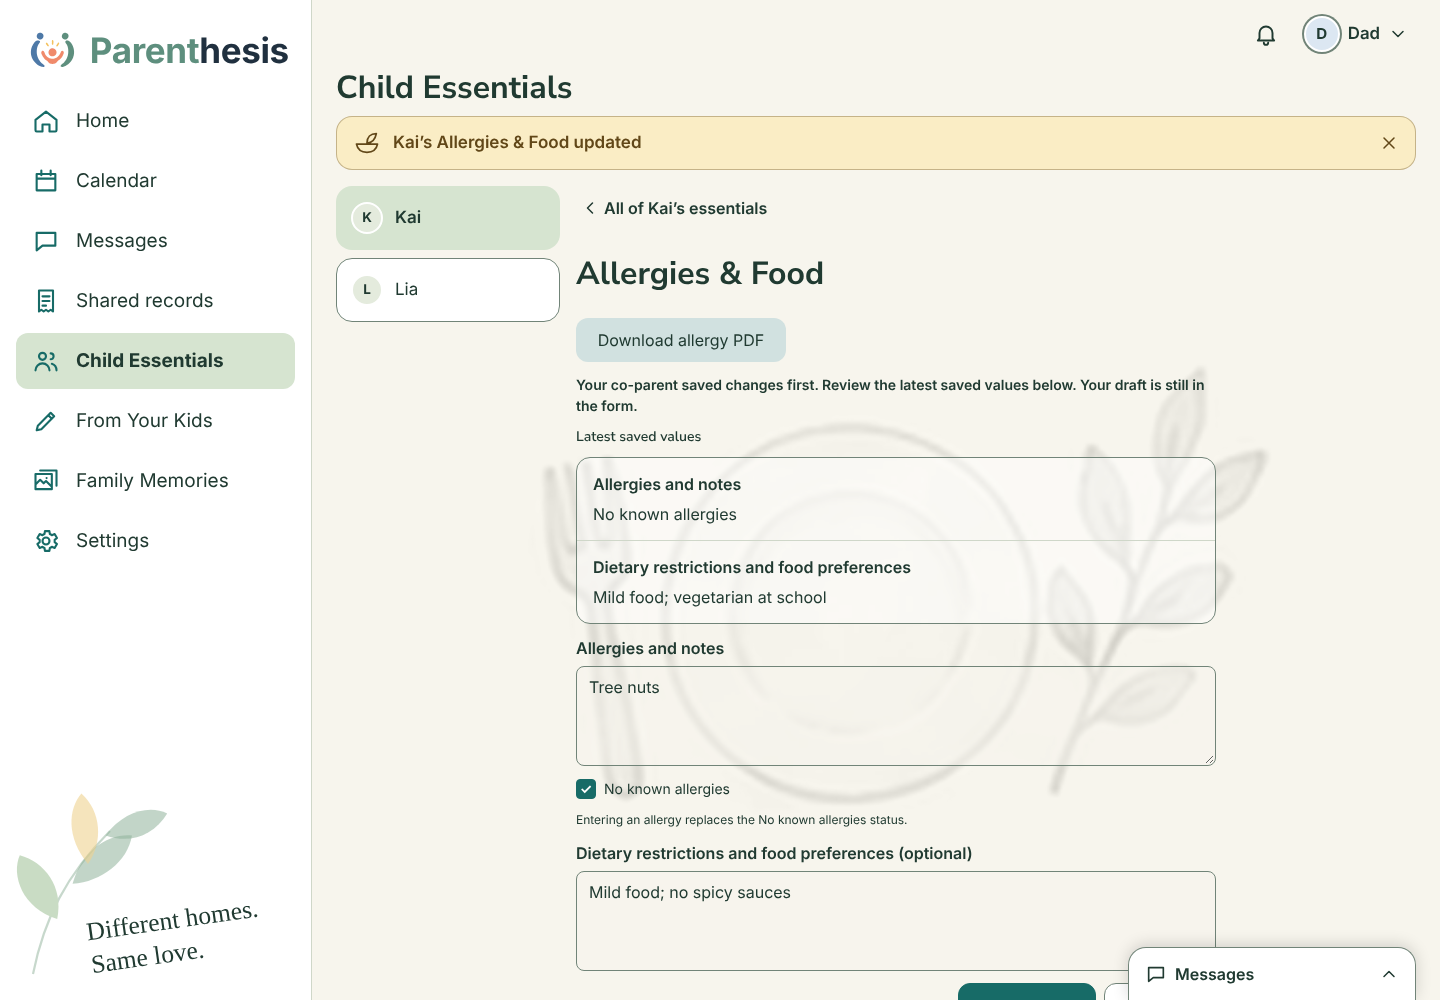 Parenthesis
Home
Calendar
Messages
Shared records
Child Essentials
From Your Kids
Family Memories
Settings
Different homes.
Same love.
D Dad
Child Essentials
Kai’s Allergies & Food updated
K Kai
L Lia
All of Kai’s essentials
Allergies & Food
Download allergy PDF
Your co-parent saved changes first. Review the latest saved values below. Your draft is still in
the form.
Latest saved values
Allergies and notes
No known allergies
Dietary restrictions and food preferences
Mild food; vegetarian at school
Allergies and notes
Tree nuts
No known allergies
Entering an allergy replaces the No known allergies status.
Dietary restrictions and food preferences (optional)
Mild food; no spicy sauces
Messages